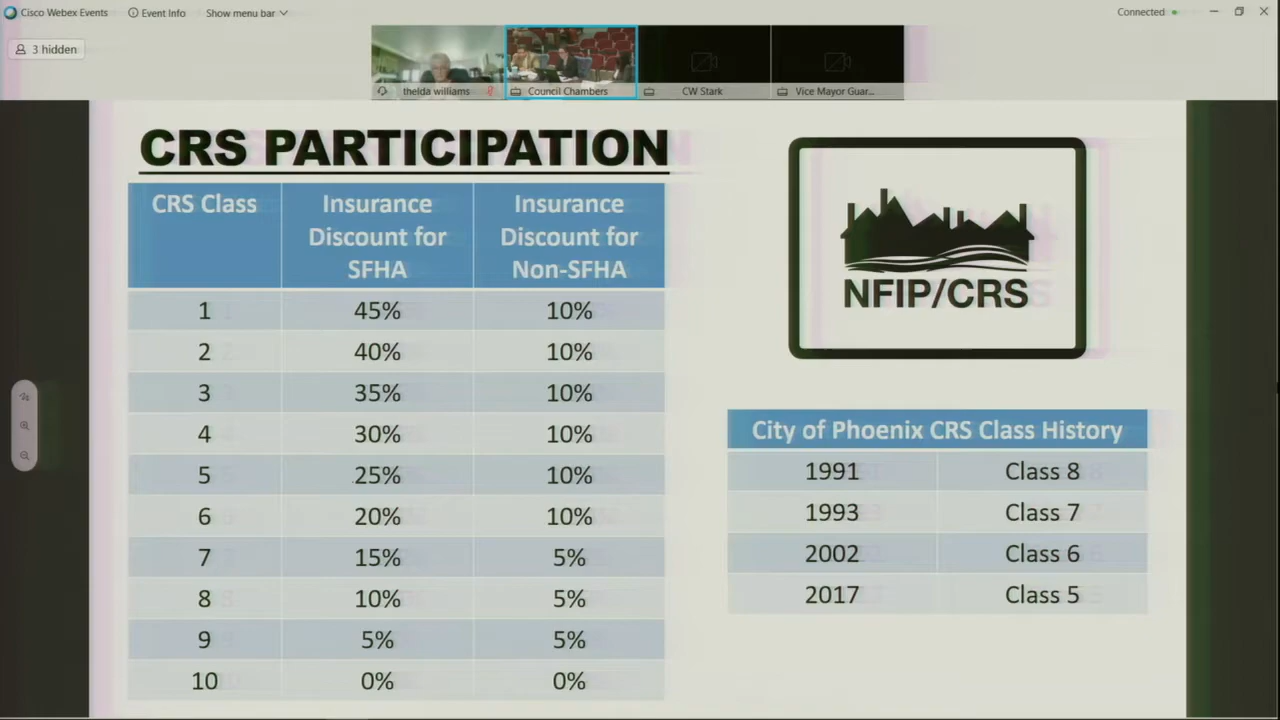 Cisco Webex Events
Event Info
Show menu bar
Connected
3 hidden
thelda williams
Council Chambers
CW Stark
Vice Mayor Guar...
CRS PARTICIPATION
CRS Class Insurance Discount for SFHA Insurance Discount for Non-SFHA
1 45% 10%
2 40% 10%
3 35% 10%
4 30% 10%
5 25% 10%
6 20% 10%
7 15% 5%
8 10% 5%
9 5% 5%
10 0% 0%
NFIP/CRS
City of Phoenix CRS Class History
1991 Class 8
1993 Class 7
2002 Class 6
2017 Class 5